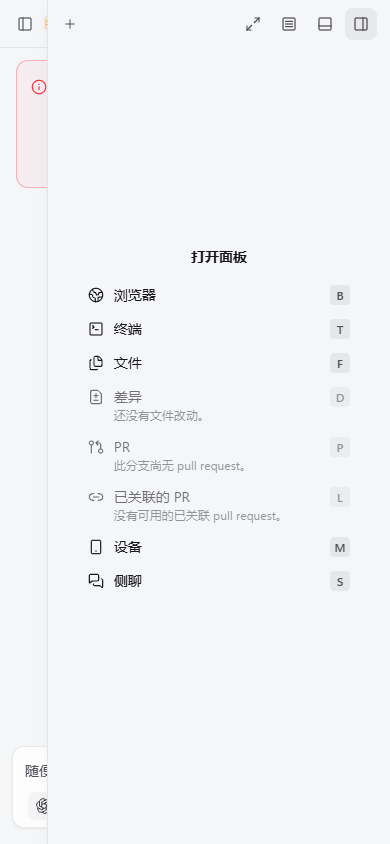 打开面板
浏览器 B
终端 T
文件 F
差异 D
还没有文件改动。
PR P
此分支尚无 pull request。
已关联的 PR L
没有可用的已关联 pull request。
设备 M
侧聊 S
随